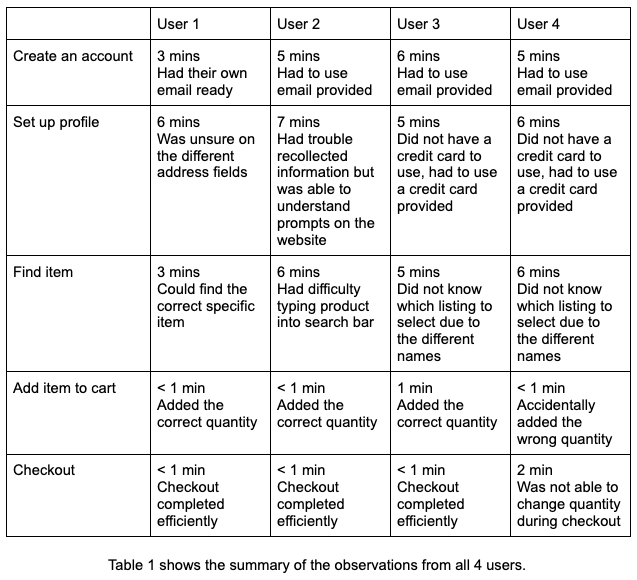 User 1
User 2
User 3
User 4
Create an account
3 mins
Had their own
email ready
5 mins
Had to use
email provided
6 mins
Had to use
email provided
5 mins
Had to use
email provided
Set up profile
6 mins
Was unsure on
the different
address fields
7 mins
Had trouble
recollected
information but
was able to
understand
prompts on the
website
5 mins
Did not have a
credit card to
use, had to use
a credit card
provided
6 mins
Did not have a
credit card to
use, had to use
a credit card
provided
Find item
3 mins
Could find the
correct specific
item
6 mins
Had difficulty
typing product
into search bar
5 mins
Did not know
which listing to
select due to
the different
names
6 mins
Did not know
which listing to
select due to
the different
names
Add item to cart
< 1 min
Added the
correct quantity
< 1 min
Added the
correct quantity
1 min
Added the
correct quantity
< 1 min
Accidentally
added the
wrong quantity
Checkout
< 1 min
Checkout
completed
efficiently
< 1 min
Checkout
completed
efficiently
< 1 min
Checkout
completed
efficiently
2 min
Was not able to
change quantity
during checkout
Table 1 shows the summary of the observations from all 4 users.